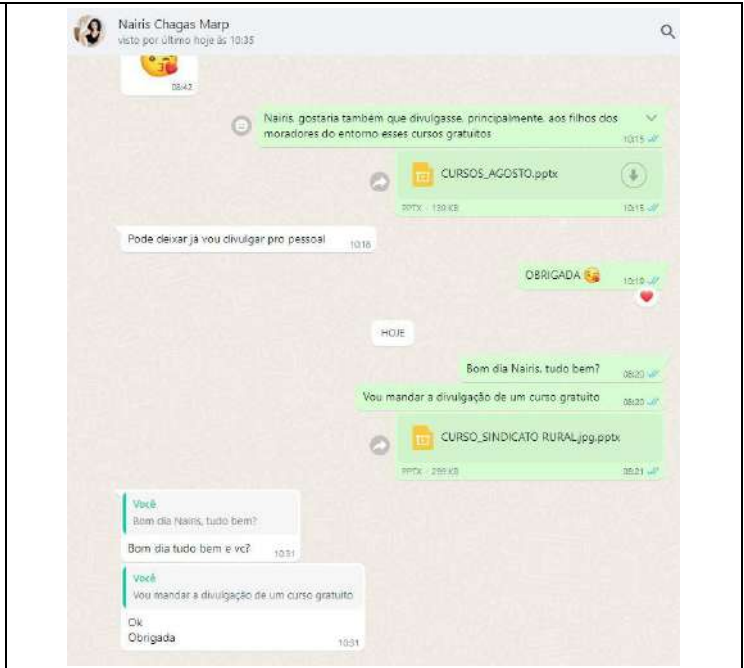 Nairis Chagas Marp
visto por último hoje às 10:35
08:42
Nairis, gostaria também que divulgasse, principalmente, aos filhos dos
moradores do entorno esses cursos gratuitos
10:15
CURSOS_AGOSTO.pptx
PPTX - 139 KB
10:15
Pode deixar já vou divulgar pro pessoal
10:18
OBRIGADA
10:19
HOJE
Bom dia Nairis, tudo bem?
08:20
Vou mandar a divulgação de um curso gratuito
08:20
CURSO_SINDICATO RURAL.jpg.pptx
PPTX - 299 KB
08:21
Você
Bom dia Nairis, tudo bem?
Bom dia tudo bem e vc?
10:31
Você
Vou mandar a divulgação de um curso gratuito
Ok
Obrigada
10:31